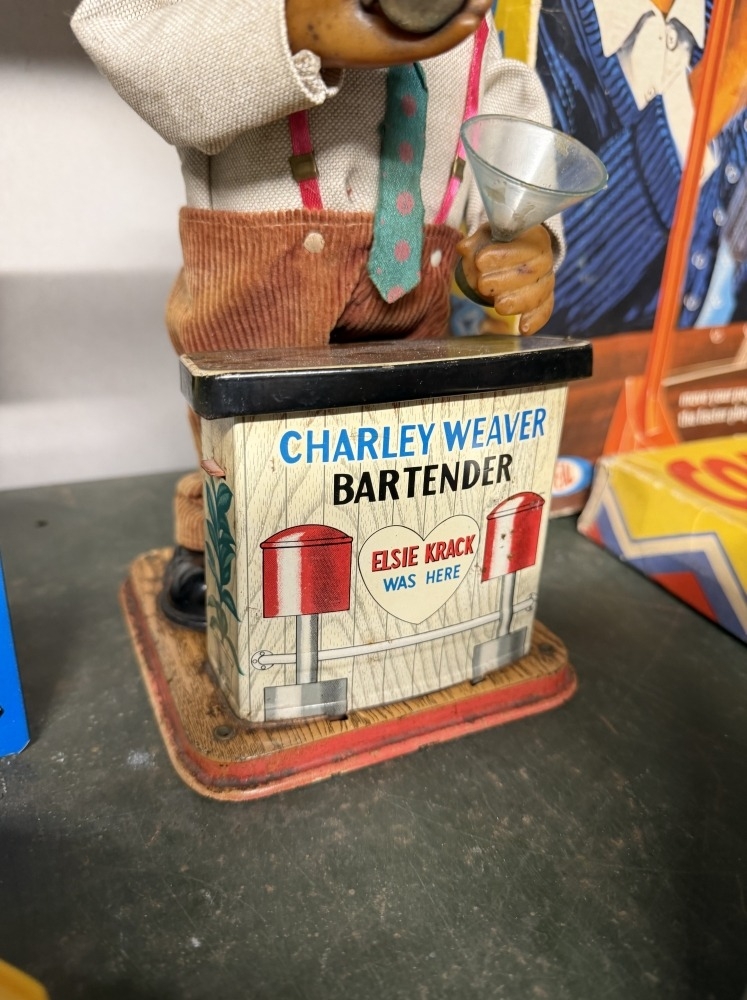 CHARLEY WEAVER
BARTENDER
ELSIE KRACK
WAS HERE